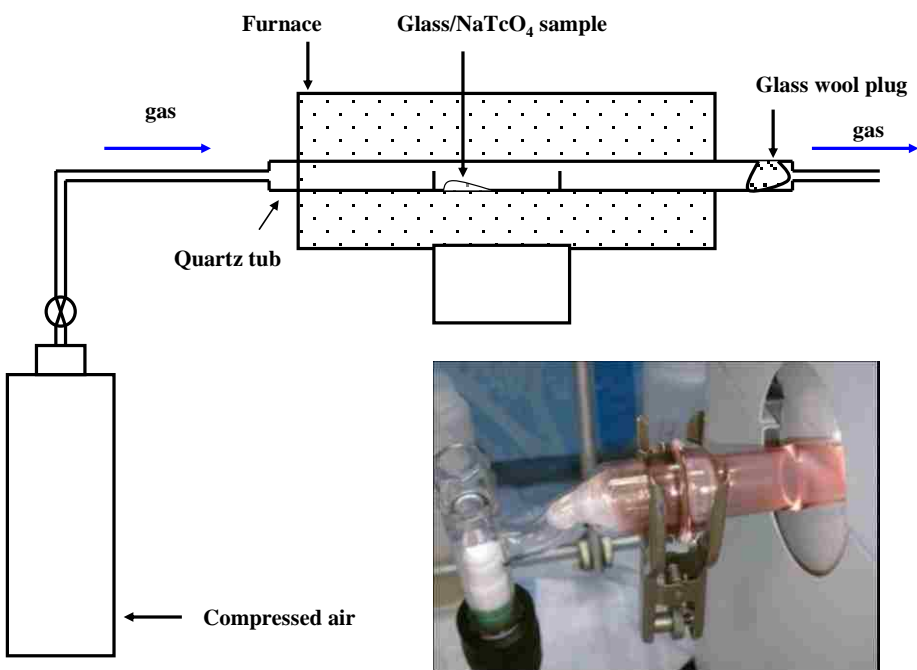 Furnace
Glass/NaTcO₄ sample
Glass wool plug
gas
gas
Quartz tub
Compressed air